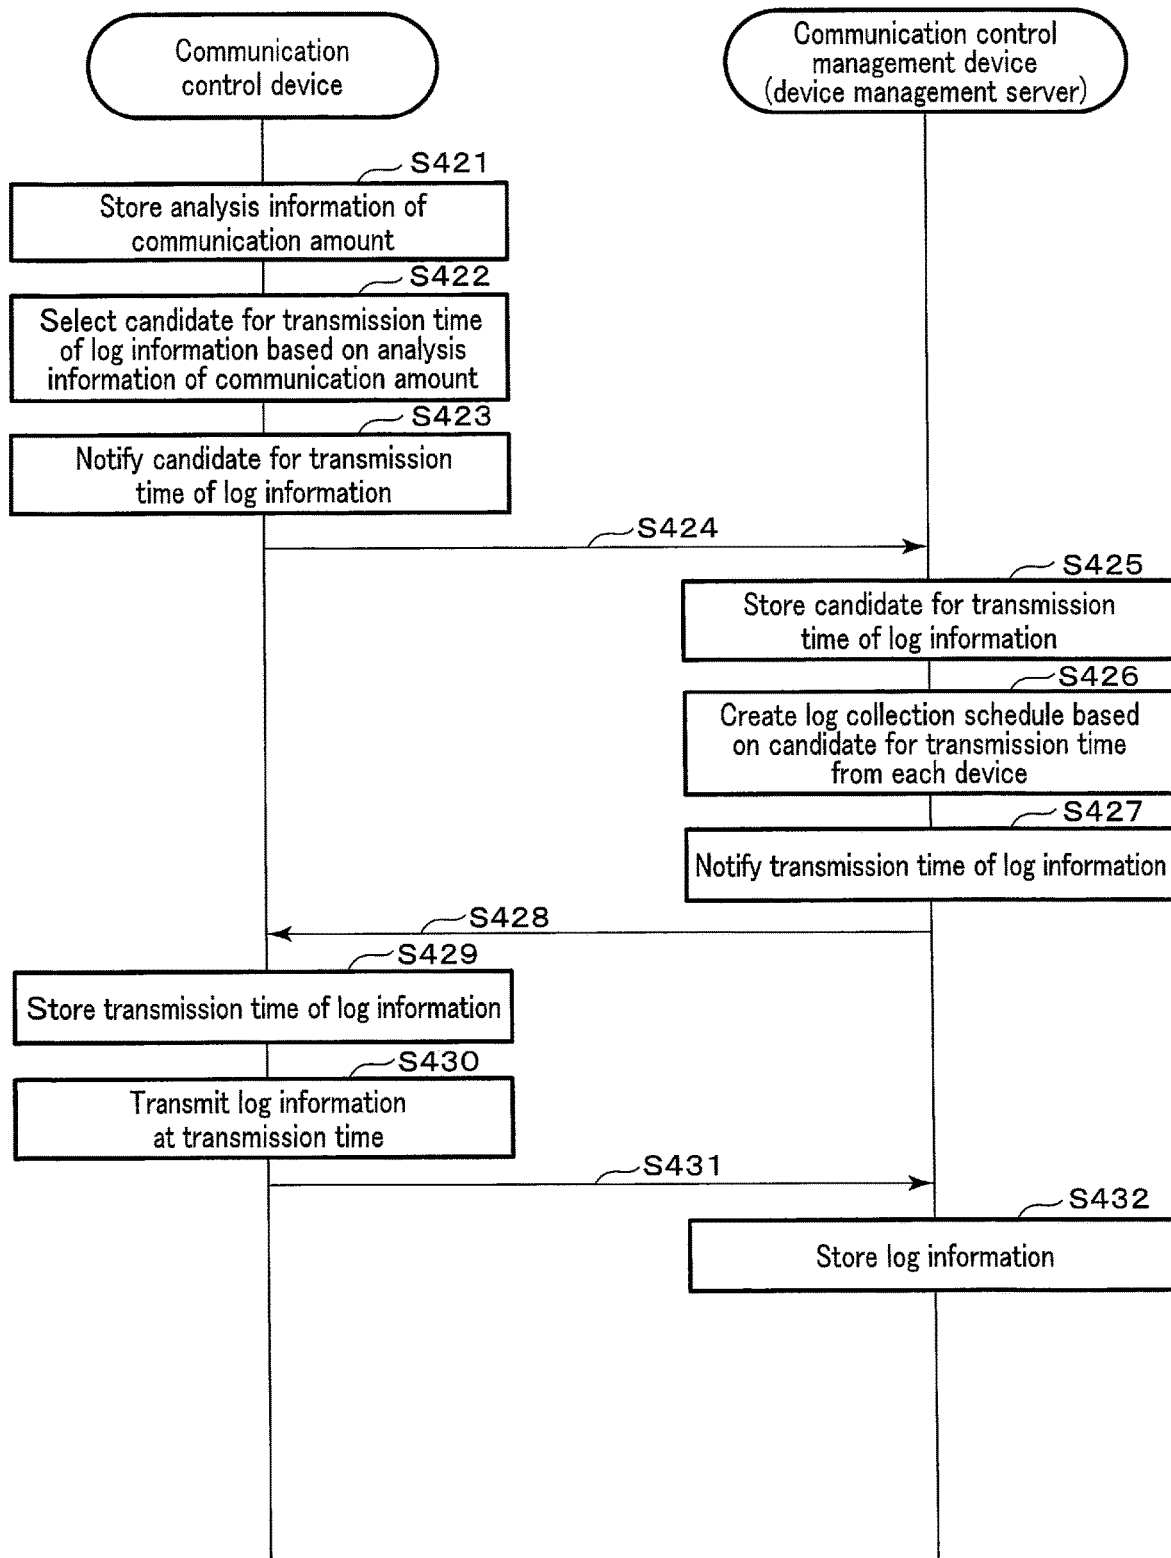 Communication
control device
Communication control
management device
(device management server)
S421
Store analysis information of
communication amount
S422
Select candidate for transmission time
of log information based on analysis
information of communication amount
S423
Notify candidate for transmission
time of log information
S424
S425
Store candidate for transmission
time of log information
S426
Create log collection schedule based
on candidate for transmission time
from each device
S427
Notify transmission time of log information
S428
S429
Store transmission time of log information
S430
Transmit log information
at transmission time
S431
S432
Store log information